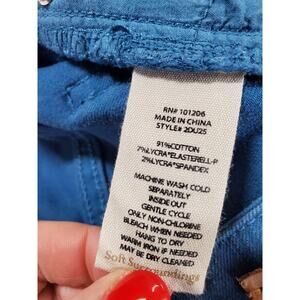 RN# 101206
MADE IN CHINA
STYLE# 2DU25
91%COTTON
7%LYCRA*ELASTERELL-P
2%LYCRA*SPANDEX
MACHINE WASH COLD
SEPARATELY
INSIDE OUT
GENTLE CYCLE
ONLY NON-CHLORINE
BLEACH WHEN NEEDED
HANG TO DRY
WARM IRON IF NEEDED
MAY BE DRY CLEANED
Soft Surroundings